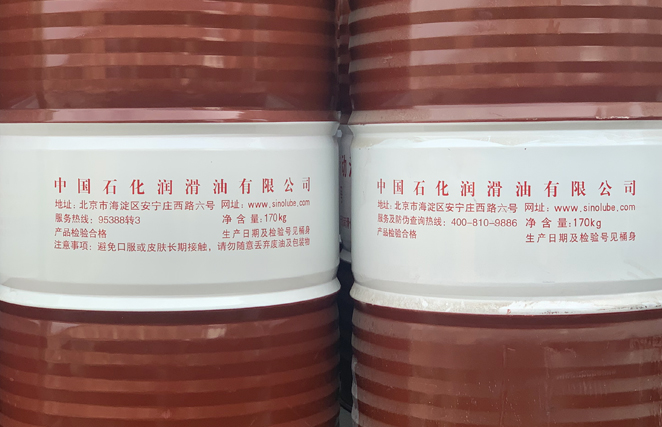 中国石化润滑油有限公司
地址: 北京市海淀区安宁庄西路六号 网址: www.sinolube.com
服务热线: 95388转3 净含量:170kg
产品检验合格 生产日期及检验号见桶身
注意事项: 避免口服或皮肤长期接触, 请勿随意丢弃废油及包装物
中国石化润滑油有限公司
地址: 北京市海淀区安宁庄西路六号 网址: www.sinolube.com
服务及防伪查询热线: 400-810-9886 净含量:170kg
产品检验合格 生产日期及检验号见桶身